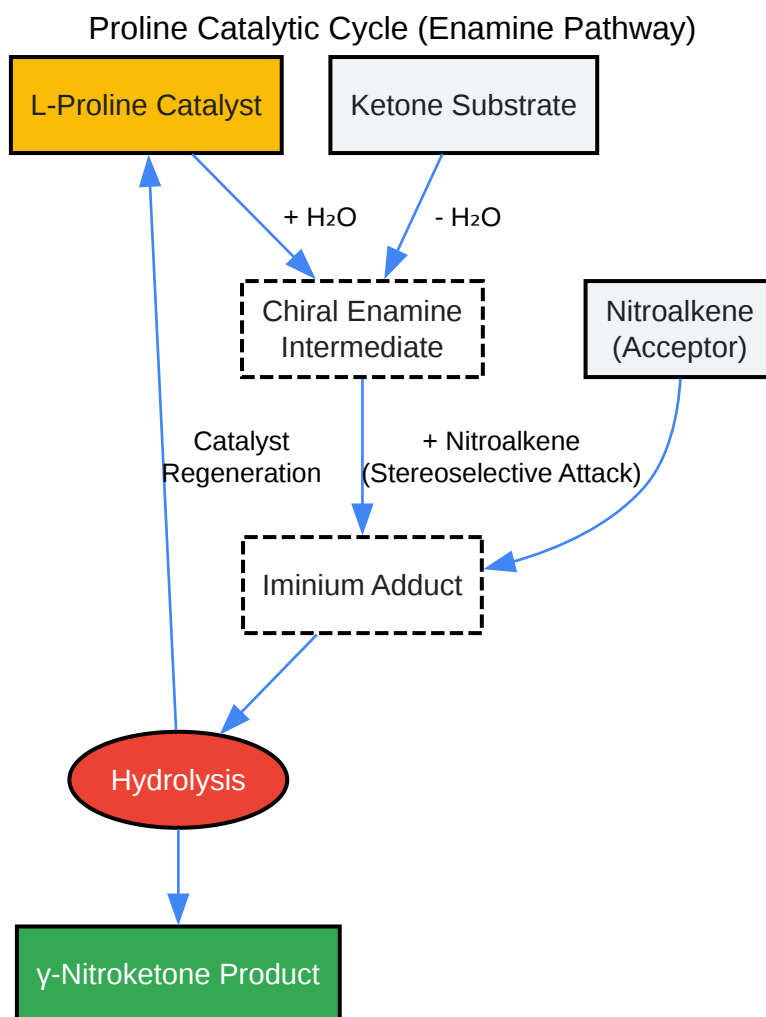 Proline Catalytic Cycle (Enamine Pathway)
L-Proline Catalyst
Ketone Substrate
+ H₂O
- H₂O
Chiral Enamine
Intermediate
Nitroalkene
(Acceptor)
Catalyst
Regeneration
+ Nitroalkene
(Stereoselective Attack)
Iminium Adduct
Hydrolysis
γ-Nitroketone Product